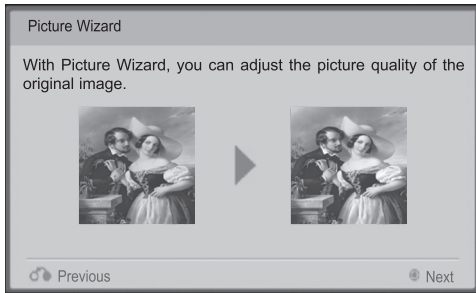 Picture Wizard
With Picture Wizard, you can adjust the picture quality of the
original image.
Previous
Next